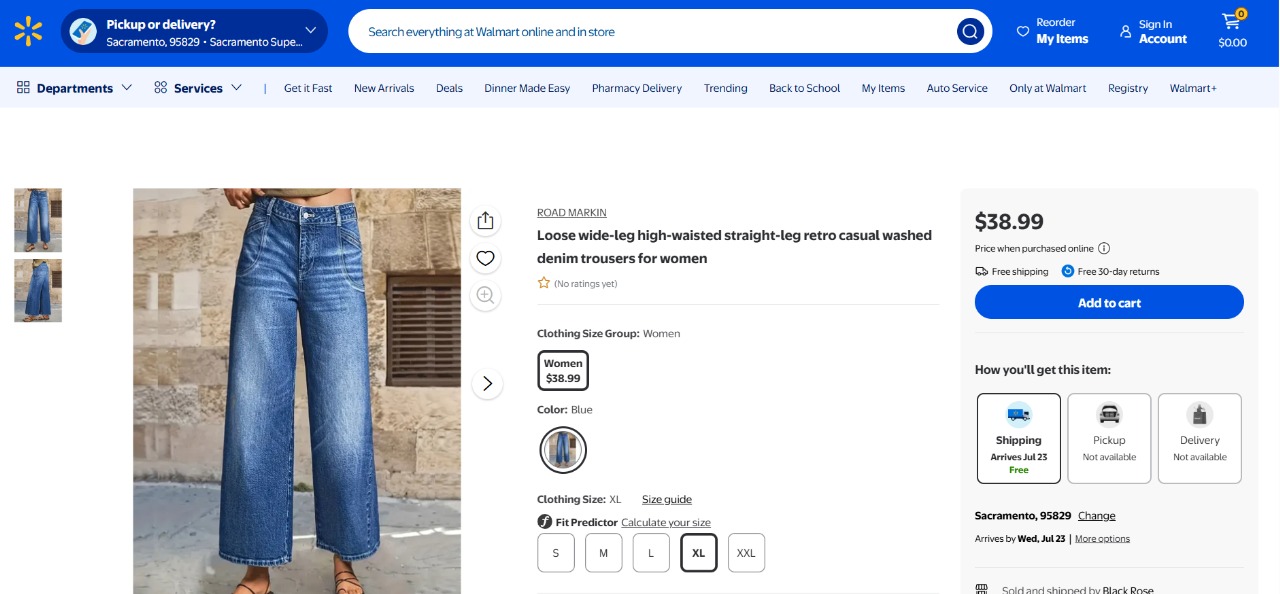 Pickup or delivery?
Sacramento, 95829 • Sacramento Supe...
Search everything at Walmart online and in store
Reorder
My Items
Sign In
Account
0
$0.00
Departments
Services
|
Get it Fast
New Arrivals
Deals
Dinner Made Easy
Pharmacy Delivery
Trending
Back to School
My Items
Auto Service
Only at Walmart
Registry
Walmart+
ROAD MARKIN
Loose wide-leg high-waisted straight-leg retro casual washed
denim trousers for women
(No ratings yet)
Clothing Size Group: Women
Women
$38.99
Color: Blue
Clothing Size: XL Size guide
Fit Predictor Calculate your size
S
M
L
XL
XXL
$38.99
Price when purchased online
Free shipping
Free 30-day returns
Add to cart
How you'll get this item:
Shipping
Arrives Jul 23
Free
Pickup
Not available
Delivery
Not available
Sacramento, 95829 Change
Arrives by Wed, Jul 23 | More options
Sold and shipped by Black Rose